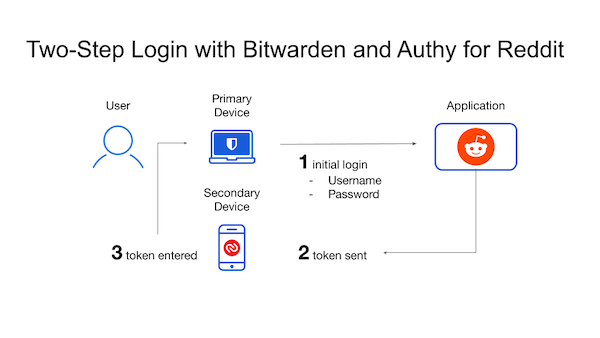 Two-Step Login with Bitwarden and Authy for Reddit
User
Primary
Device
Application
1 initial login
- Username
- Password
Secondary
Device
3 token entered
2 token sent